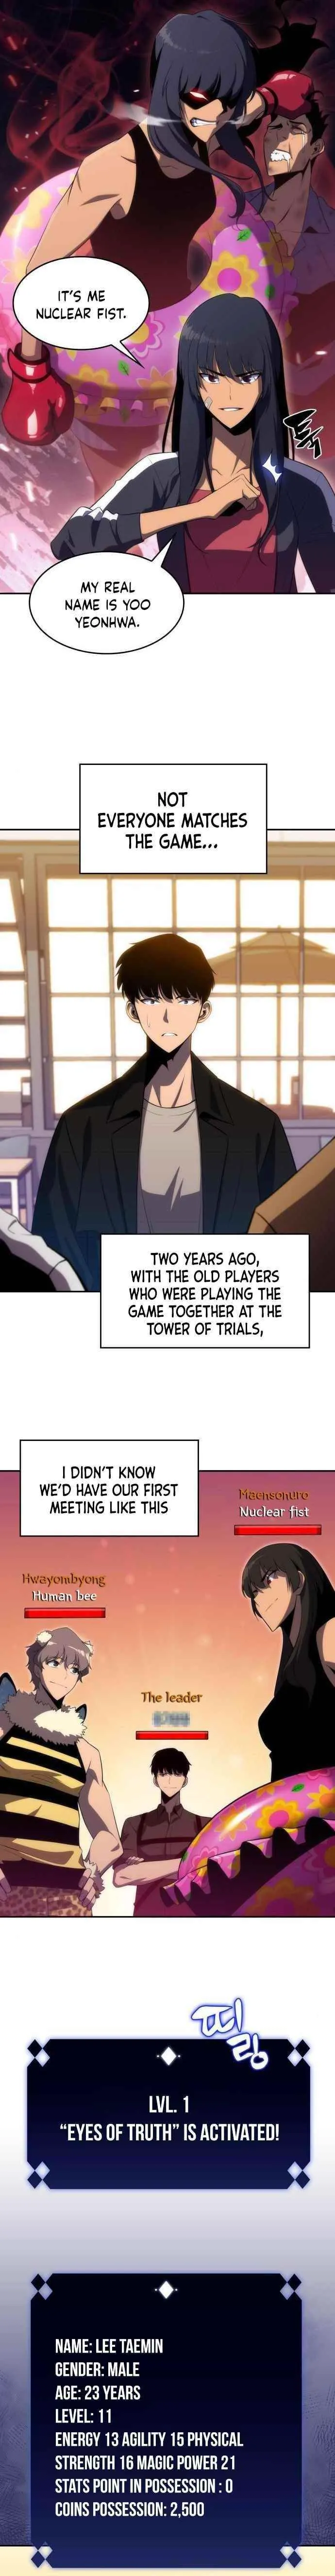 IT'S ME
NUCLEAR FIST.
툭
MY REAL
NAME IS YOO
YEONHWA.
NOT
EVERYONE MATCHES
THE GAME...
TWO YEARS AGO,
WITH THE OLD PLAYERS
WHO WERE PLAYING THE
GAME TOGETHER AT THE
TOWER OF TRIALS,
I DIDN'T KNOW
WE'D HAVE OUR FIRST
MEETING LIKE THIS
Maensonuro
Nuclear fist
Hwayombyong
Human bee
The leader
띠링
LVL. 1
“EYES OF TRUTH” IS ACTIVATED!
NAME: LEE TAEMIN
GENDER: MALE
AGE: 23 YEARS
LEVEL: 11
ENERGY 13 AGILITY 15 PHYSICAL
STRENGTH 16 MAGIC POWER 21
STATS POINT IN POSSESSION : 0
COINS POSSESSION: 2,500